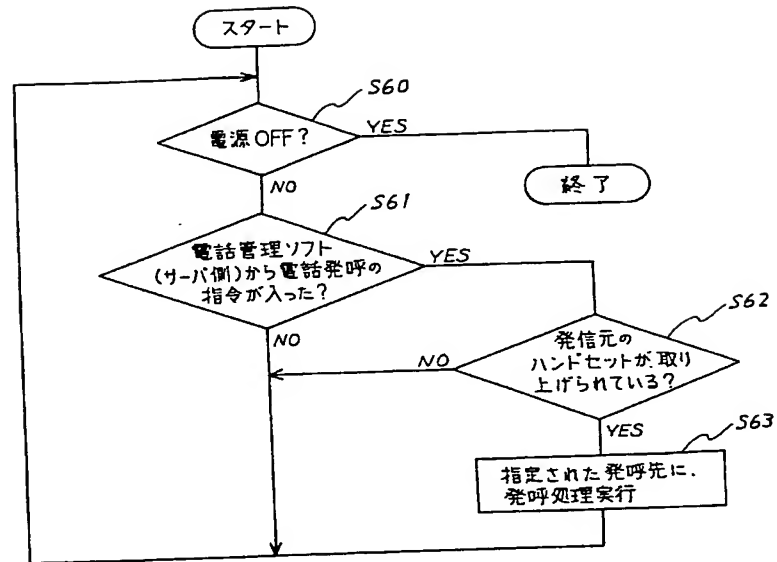 スタート
S60
電源OFF?
YES
終了
NO
S61
電話管理ソフト
(サーバ側)から電話発呼の
指令が入った?
YES
NO
S62
発信元の
ハンドセットが、取り
上げられている?
NO
YES
S63
指定された発呼先に、
発呼処理実行